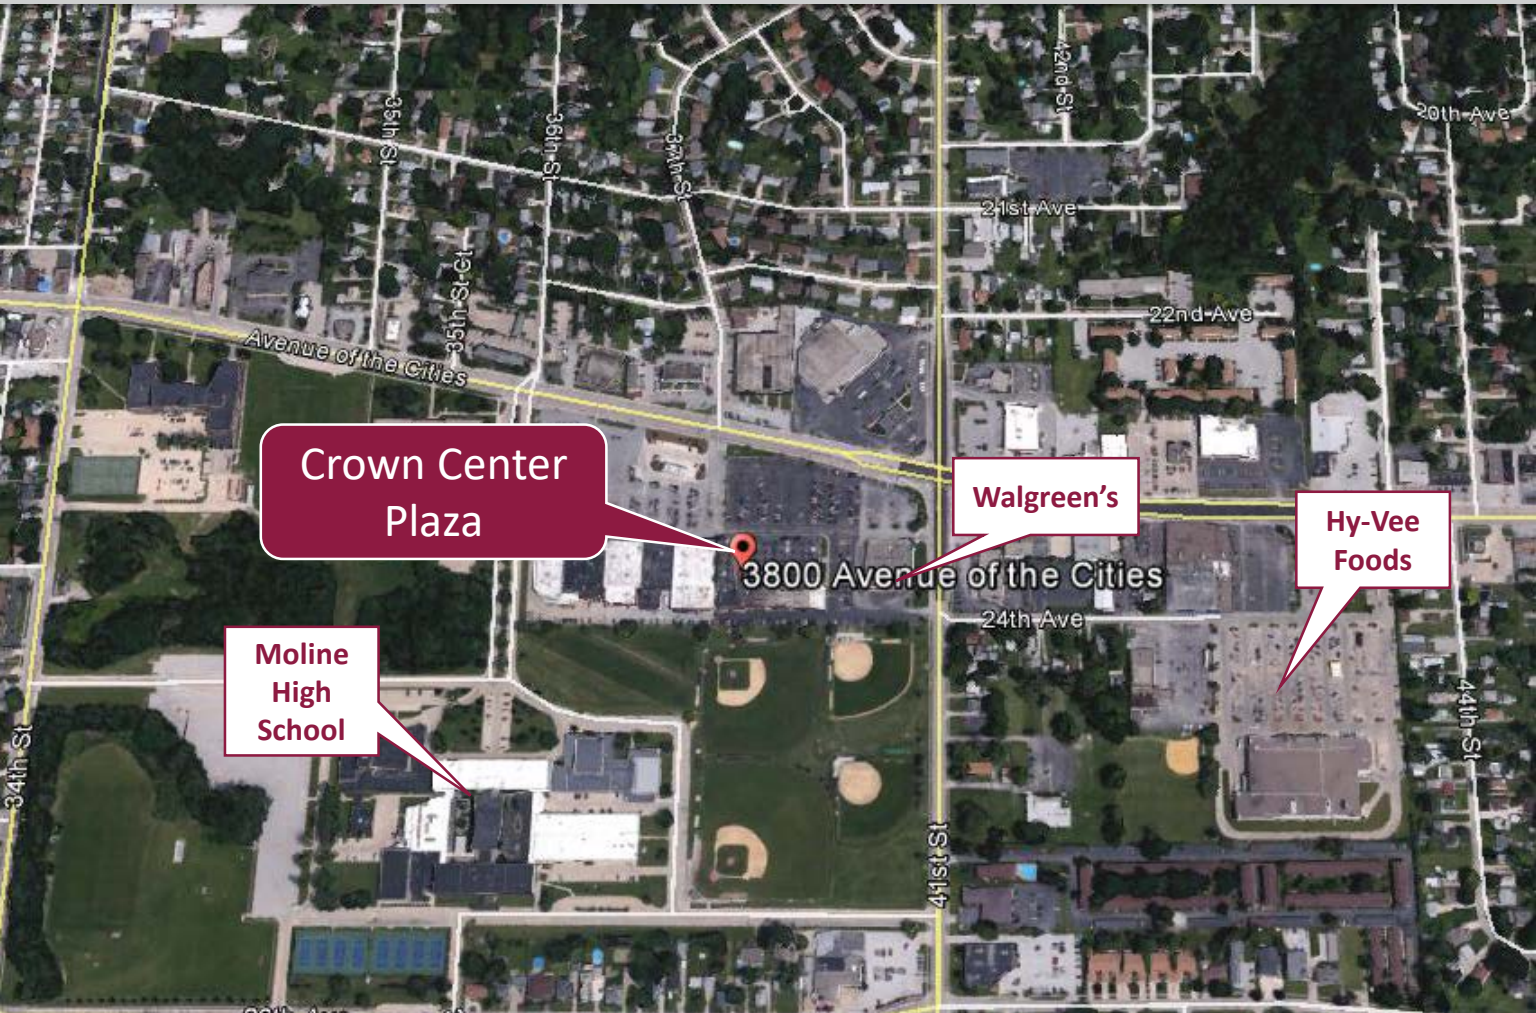 42nd St
20th Ave
35th St
36th St
37th St
21st Ave
35th St Ct
22nd Ave
Avenue of the Cities
Crown Center
Plaza
Walgreen's
Hy-Vee
Foods
3800 Avenue of the Cities
24th Ave
Moline
High
School
34th St
44th St
41st St